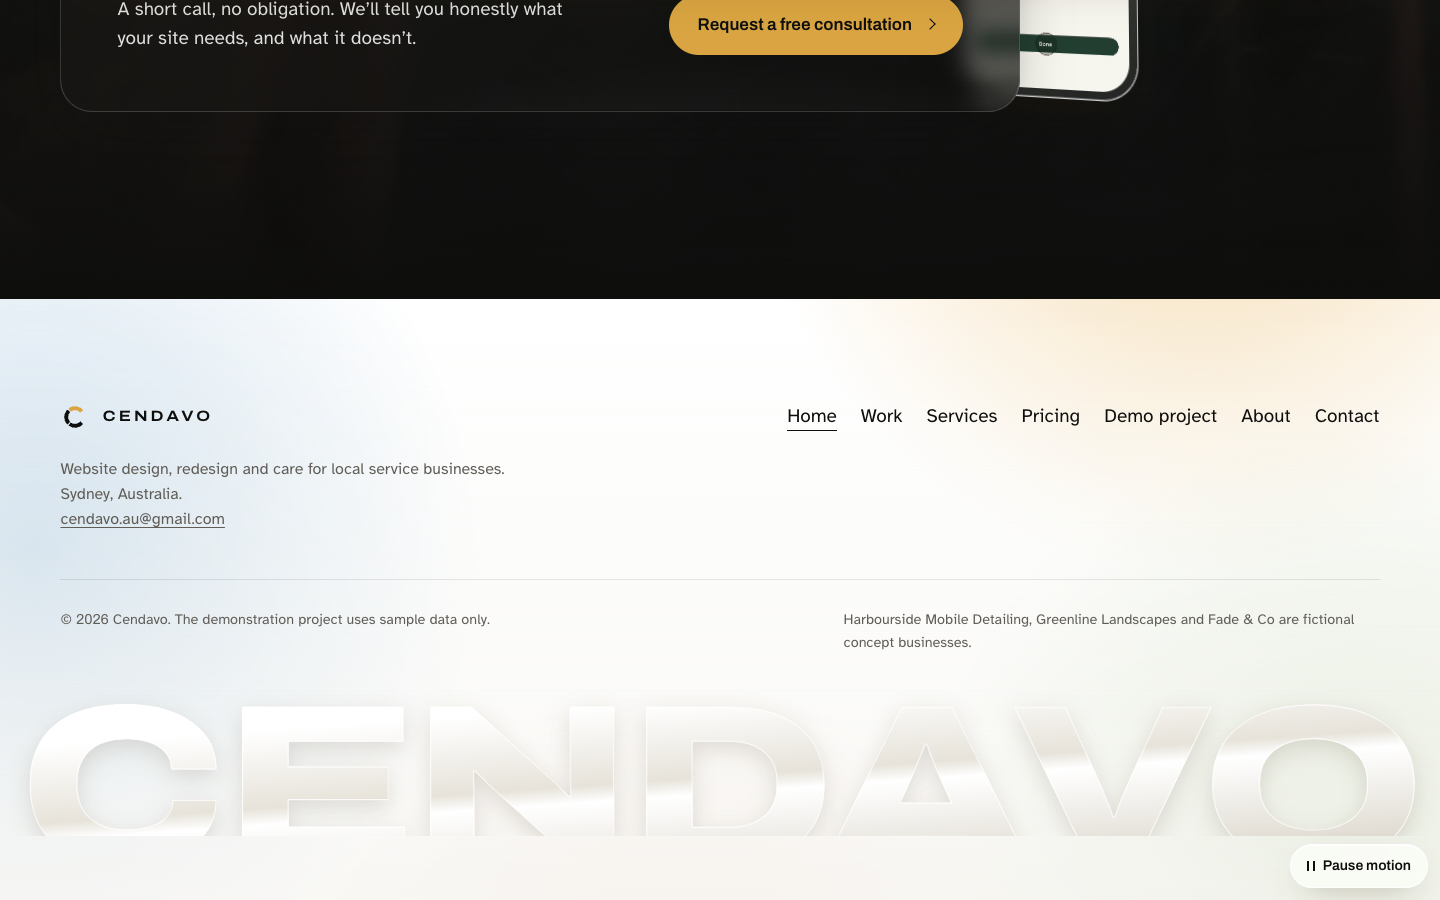 A short call, no obligation. We’ll tell you honestly what
your site needs, and what it doesn’t.
Request a free consultation
Done
CENDAVO
Home Work Services Pricing Demo project About Contact
Website design, redesign and care for local service businesses.
Sydney, Australia.
cendavo.au@gmail.com
© 2026 Cendavo. The demonstration project uses sample data only.
Harbourside Mobile Detailing, Greenline Landscapes and Fade & Co are fictional
concept businesses.
CENDAVO
Pause motion